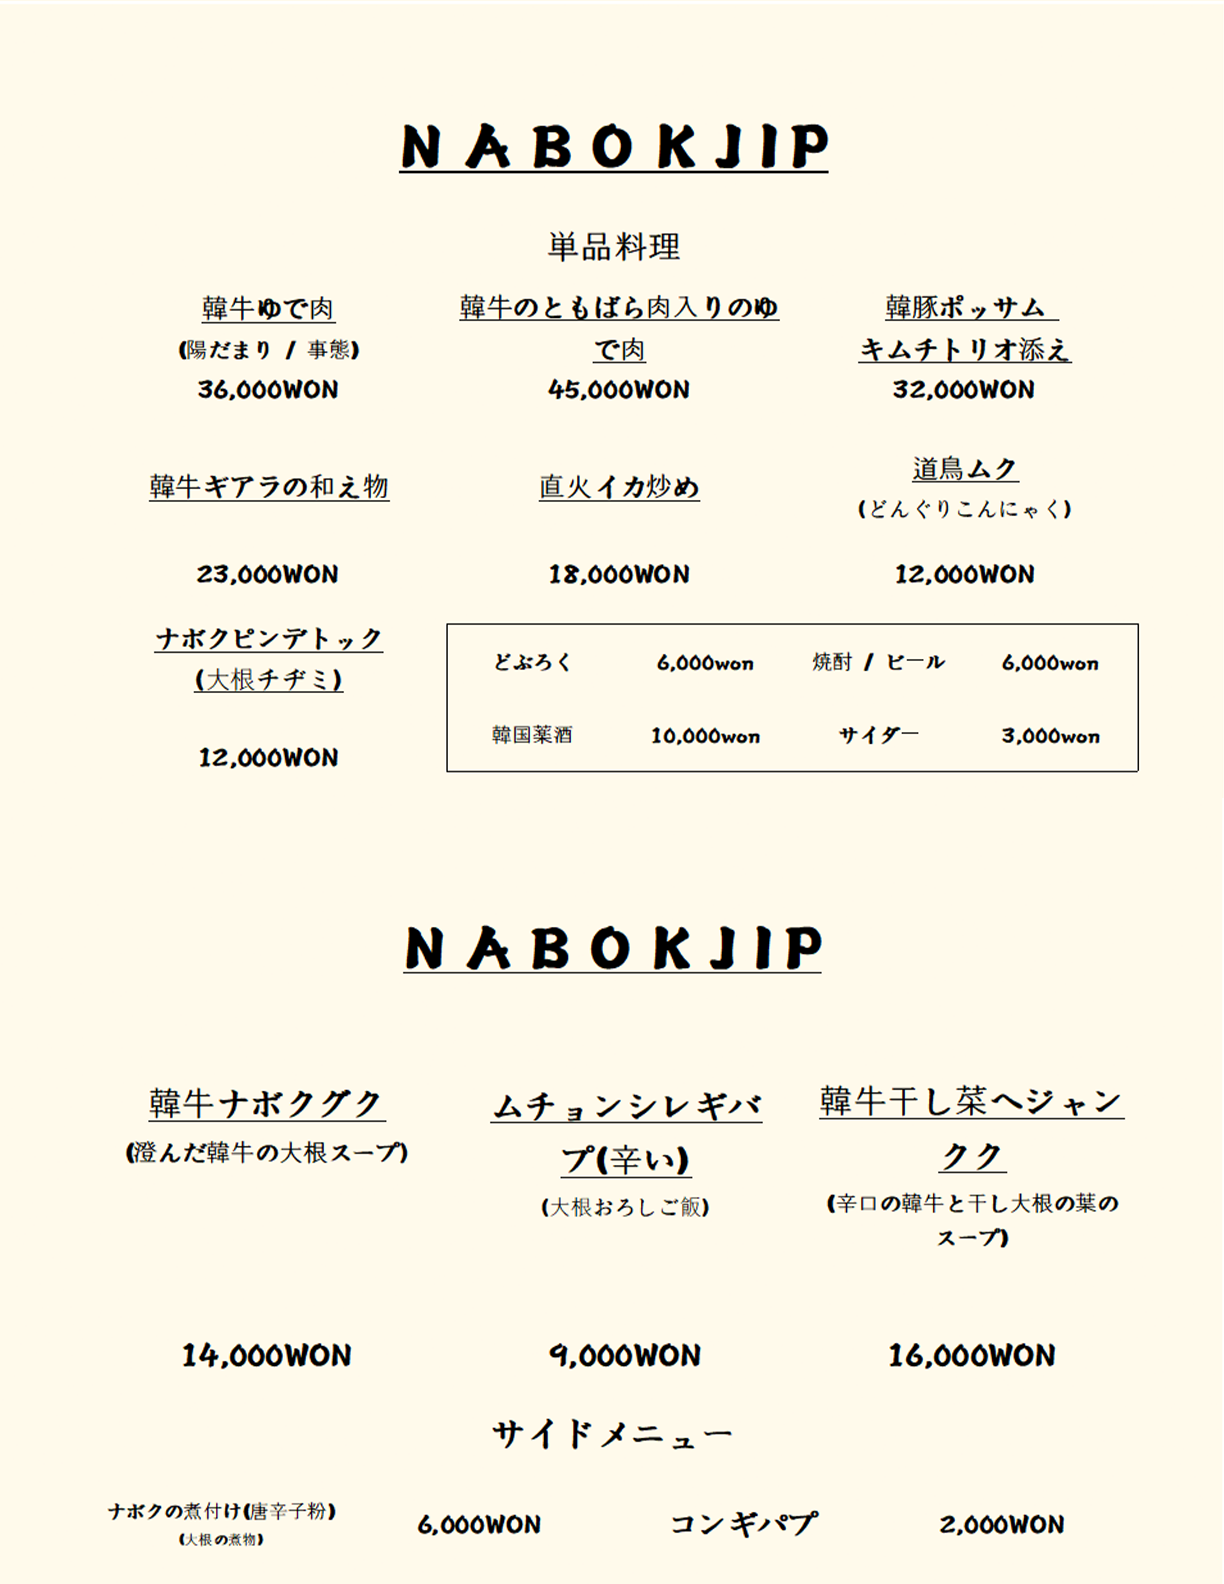 NABOKJIP
単品料理
韓牛ゆで肉
(陽だまり / 事態)
36,000WON
韓牛のともばら肉入りのゆ
で肉
45,000WON
韓豚ポッサム
キムチトリオ添え
32,000WON
韓牛ギアラの和え物
23,000WON
直火イカ炒め
18,000WON
道鳥ムク
(どんぐりこんにゃく)
12,000WON
ナボクピンデトック
(大根チヂミ)
12,000WON
どぶろく 6,000won 焼酎 / ビール 6,000won
韓国薬酒 10,000won サイダー 3,000won
NABOKJIP
韓牛ナボクグク
(澄んだ韓牛の大根スープ)
14,000WON
ムチョンシレギバ
プ(辛い)
(大根おろしご飯)
9,000WON
韓牛干し菜ヘジャン
クク
(辛口の韓牛と干し大根の葉の
スープ)
16,000WON
サイドメニュー
ナボクの煮付け(唐辛子粉)
(大根の煮物)
6,000WON
コンギパプ
2,000WON